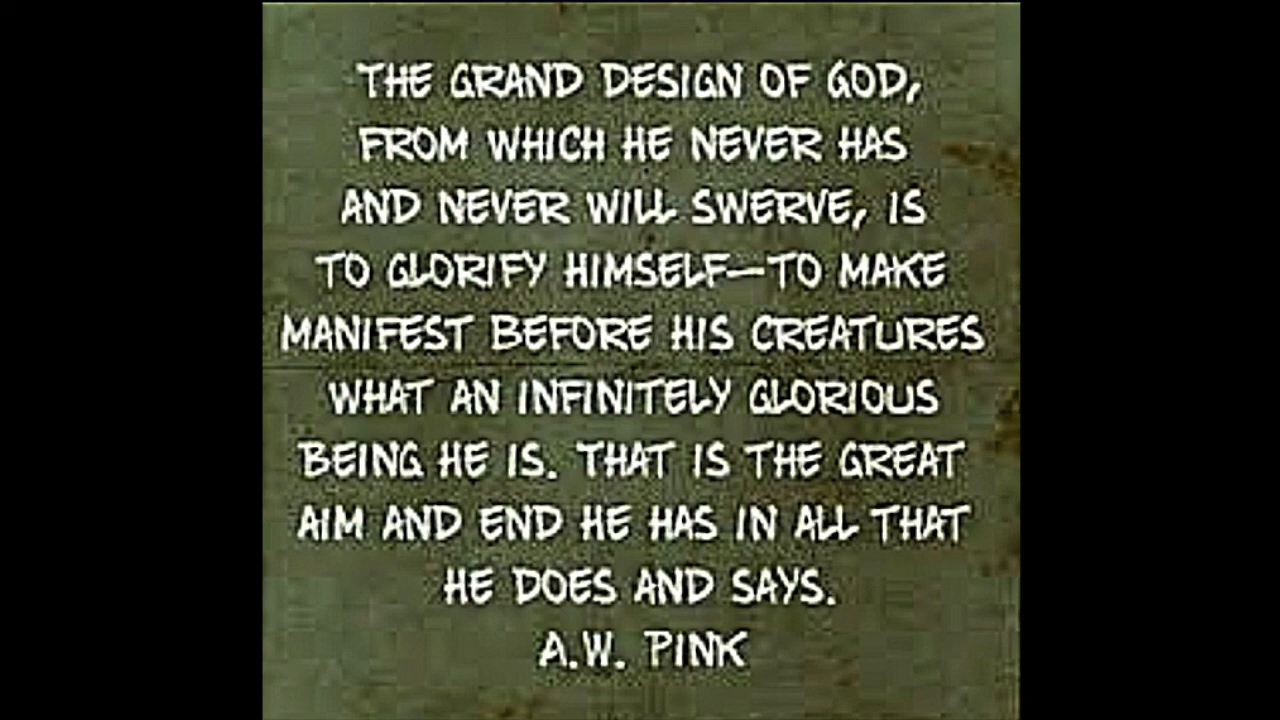 THE GRAND DESIGN OF GOD,
FROM WHICH HE NEVER HAS
AND NEVER WILL SWERVE, IS
TO GLORIFY HIMSELF—TO MAKE
MANIFEST BEFORE HIS CREATURES
WHAT AN INFINITELY GLORIOUS
BEING HE IS. THAT IS THE GREAT
AIM AND END HE HAS IN ALL THAT
HE DOES AND SAYS.
A.W. PINK